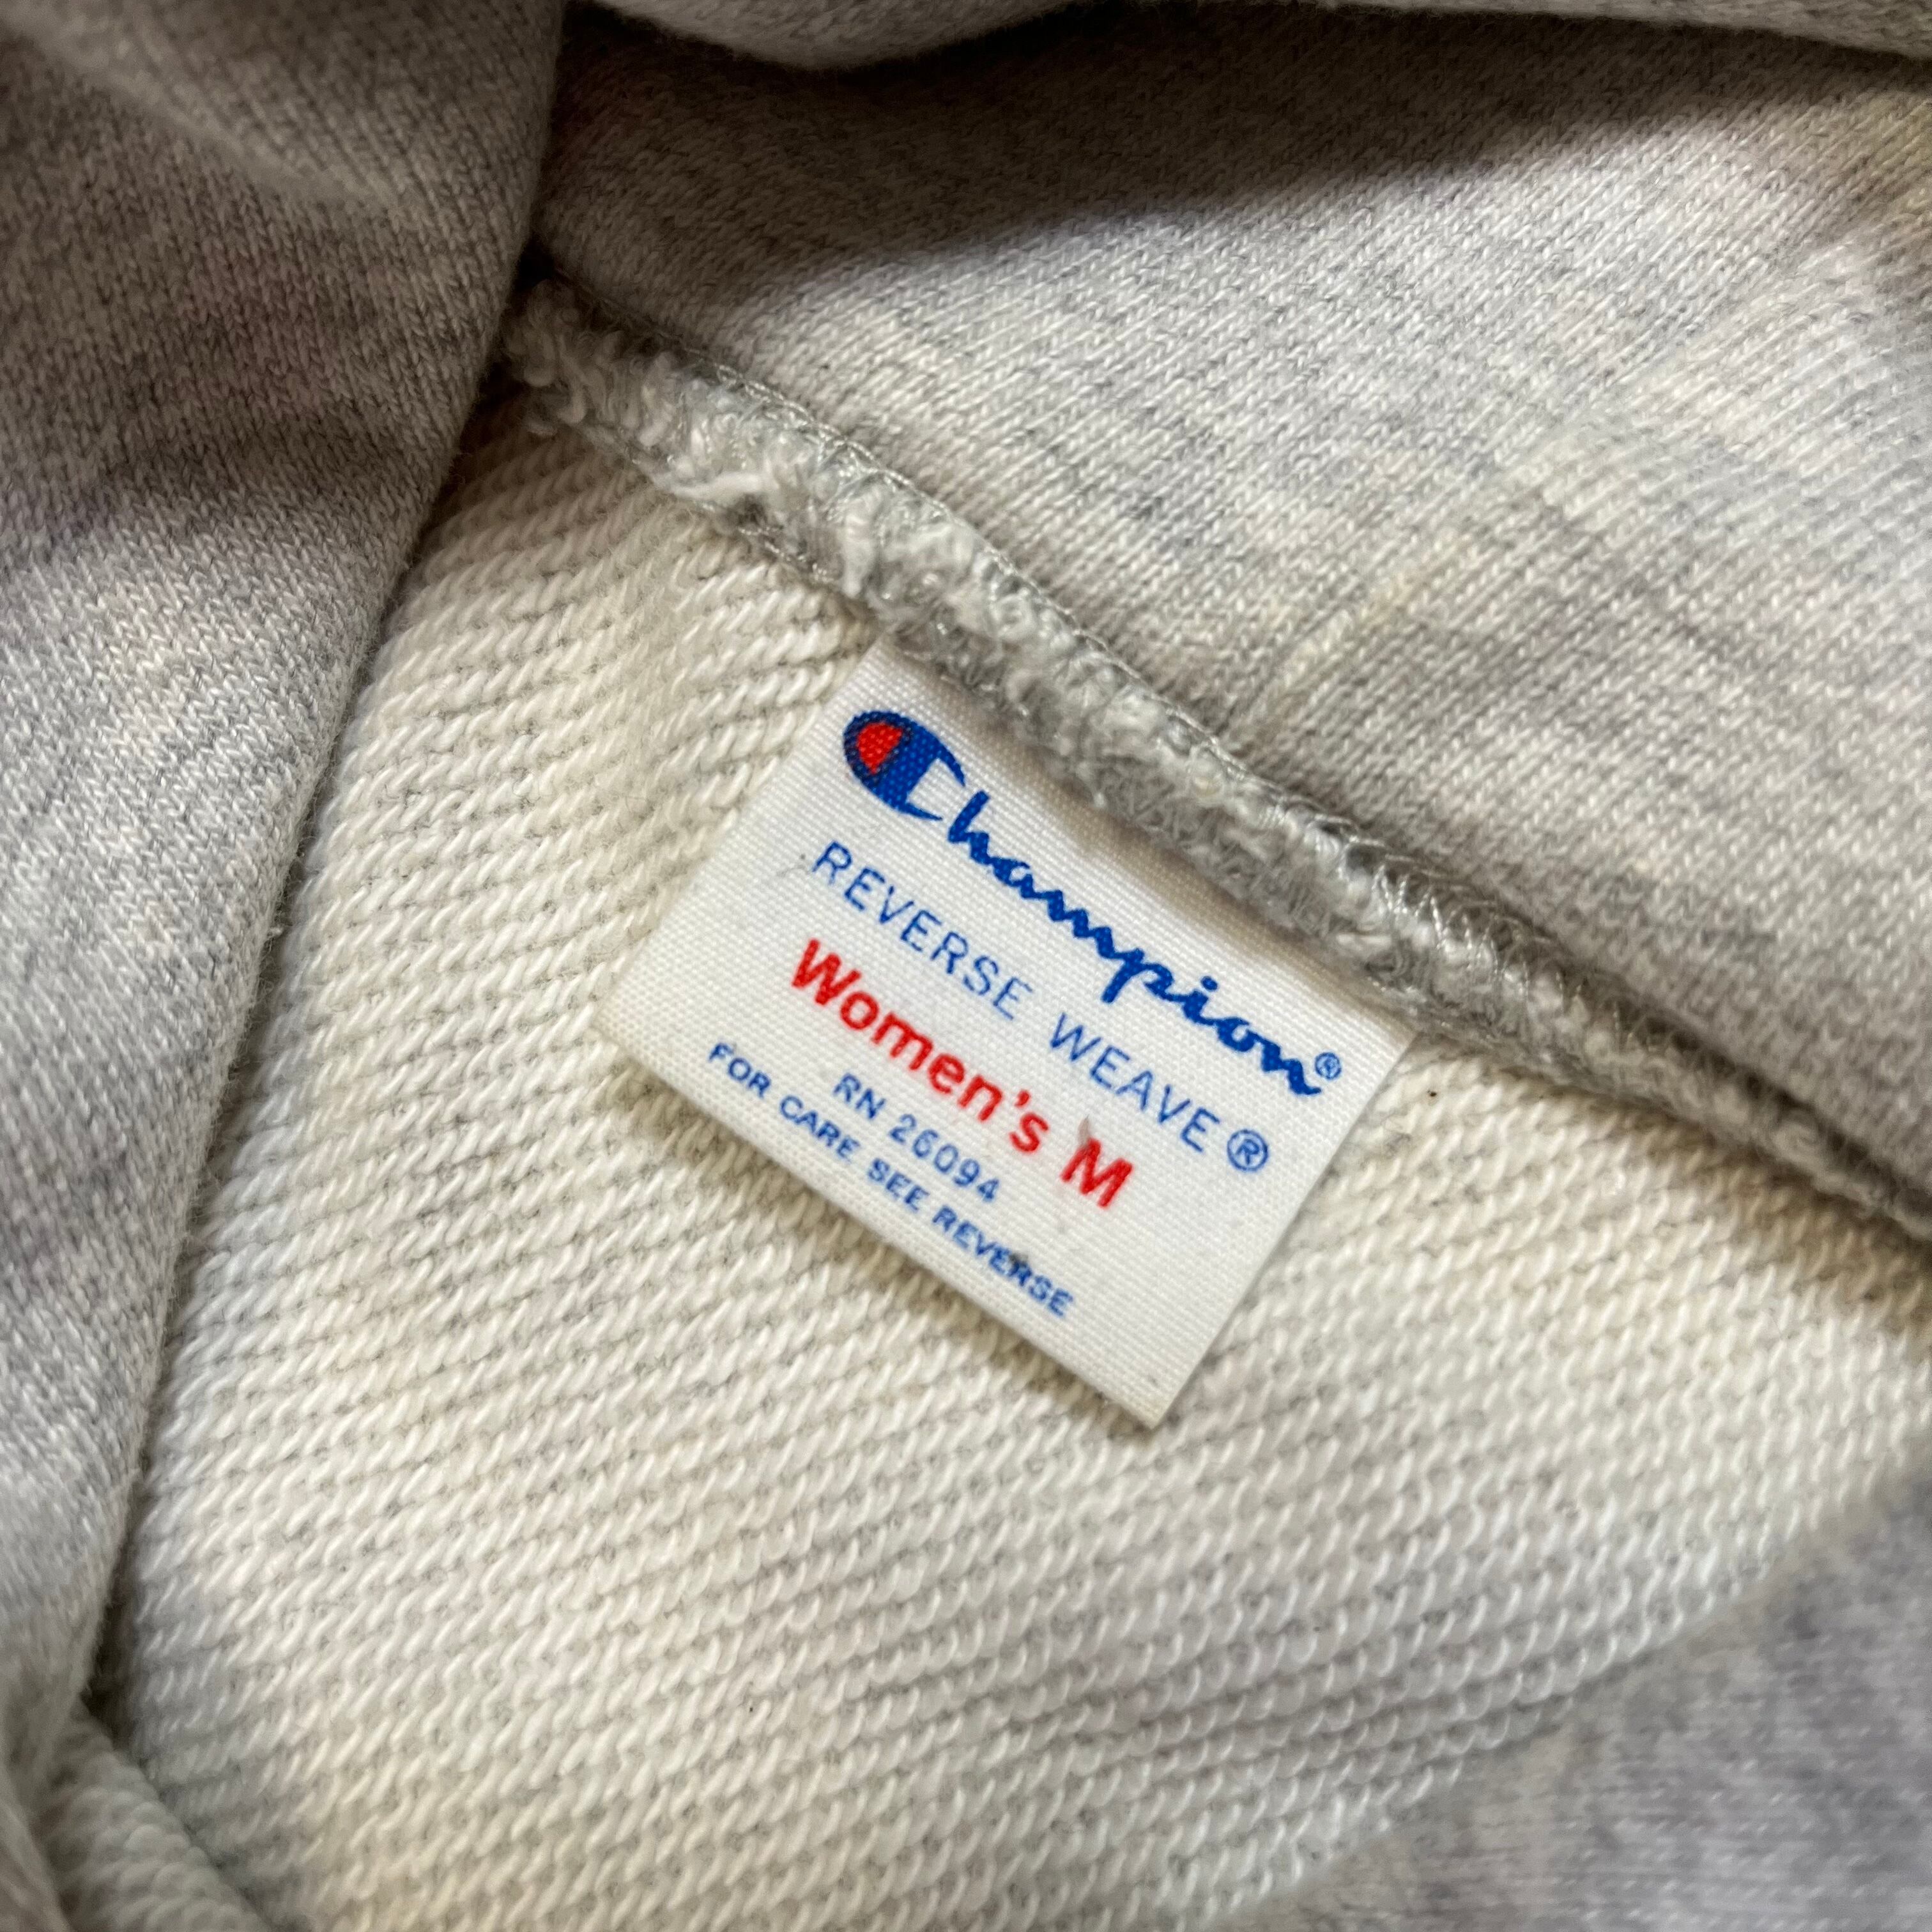 Champion®
REVERSE WEAVE ®
Women's M
RN 26094
FOR CARE SEE REVERSE